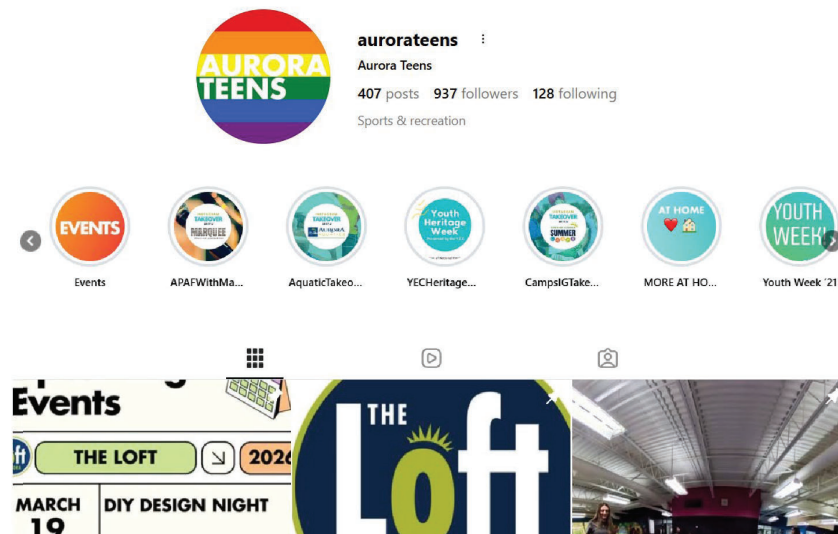 aurorateens
Aurora Teens
407 posts 937 followers 128 following
Sports & recreation
AURORA
TEENS
EVENTS
TAKEOVER
MARQUEE
TAKEOVER
AURORA
Youth
Heritage
Week
TAKEOVER
SUMMER
AT HOME
YOUTH
WEEK!
Events
APAFWithMa...
AquaticTakeo...
YECHeritage...
CampsIGTake...
MORE AT HO...
Youth Week '21
Events
THE LOFT 2026
MARCH
19
DIY DESIGN NIGHT
THE
Loft